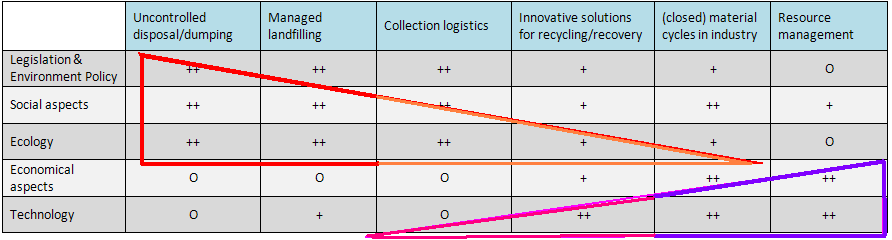 Uncontrolled disposal/dumping Managed landfilling Collection logistics Innovative solutions for recycling/recovery (closed) material cycles in industry Resource management
Legislation & Environment Policy ++ ++ ++ + + O
Social aspects ++ ++ ++ + ++ +
Ecology ++ ++ ++ + + O
Economical aspects O O O + ++ ++
Technology O + O ++ ++ ++